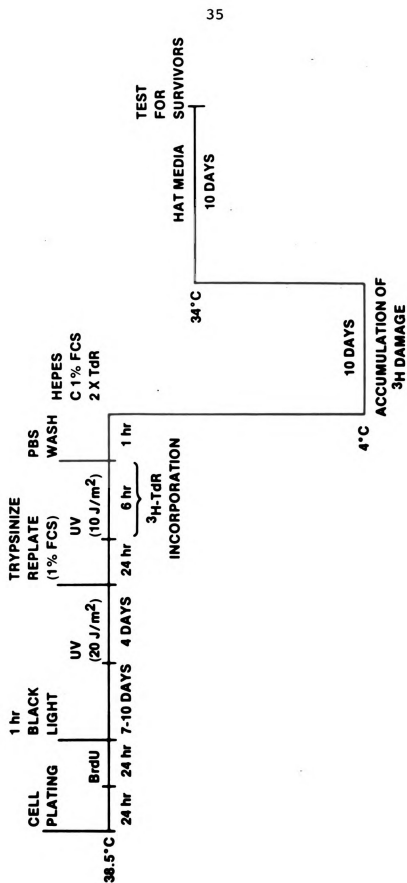 35
CELL
PLATING
24 hr
BrdU
24 hr
1 hr
BLACK
LIGHT
7-10 DAYS
UV
(20 J/m²)
4 DAYS
TRYPSINIZE
REPLATE
(1% FCS)
24 hr
UV
(10 J/m²)
6 hr
³H-TdR
INCORPORATION
PBS
WASH
1 hr
HEPES
C 1% FCS
2 X TdR
38.5°C
4°C
10 DAYS
ACCUMULATION OF
³H DAMAGE
34°C
HAT MEDIA
10 DAYS
TEST
FOR
SURVIVORS